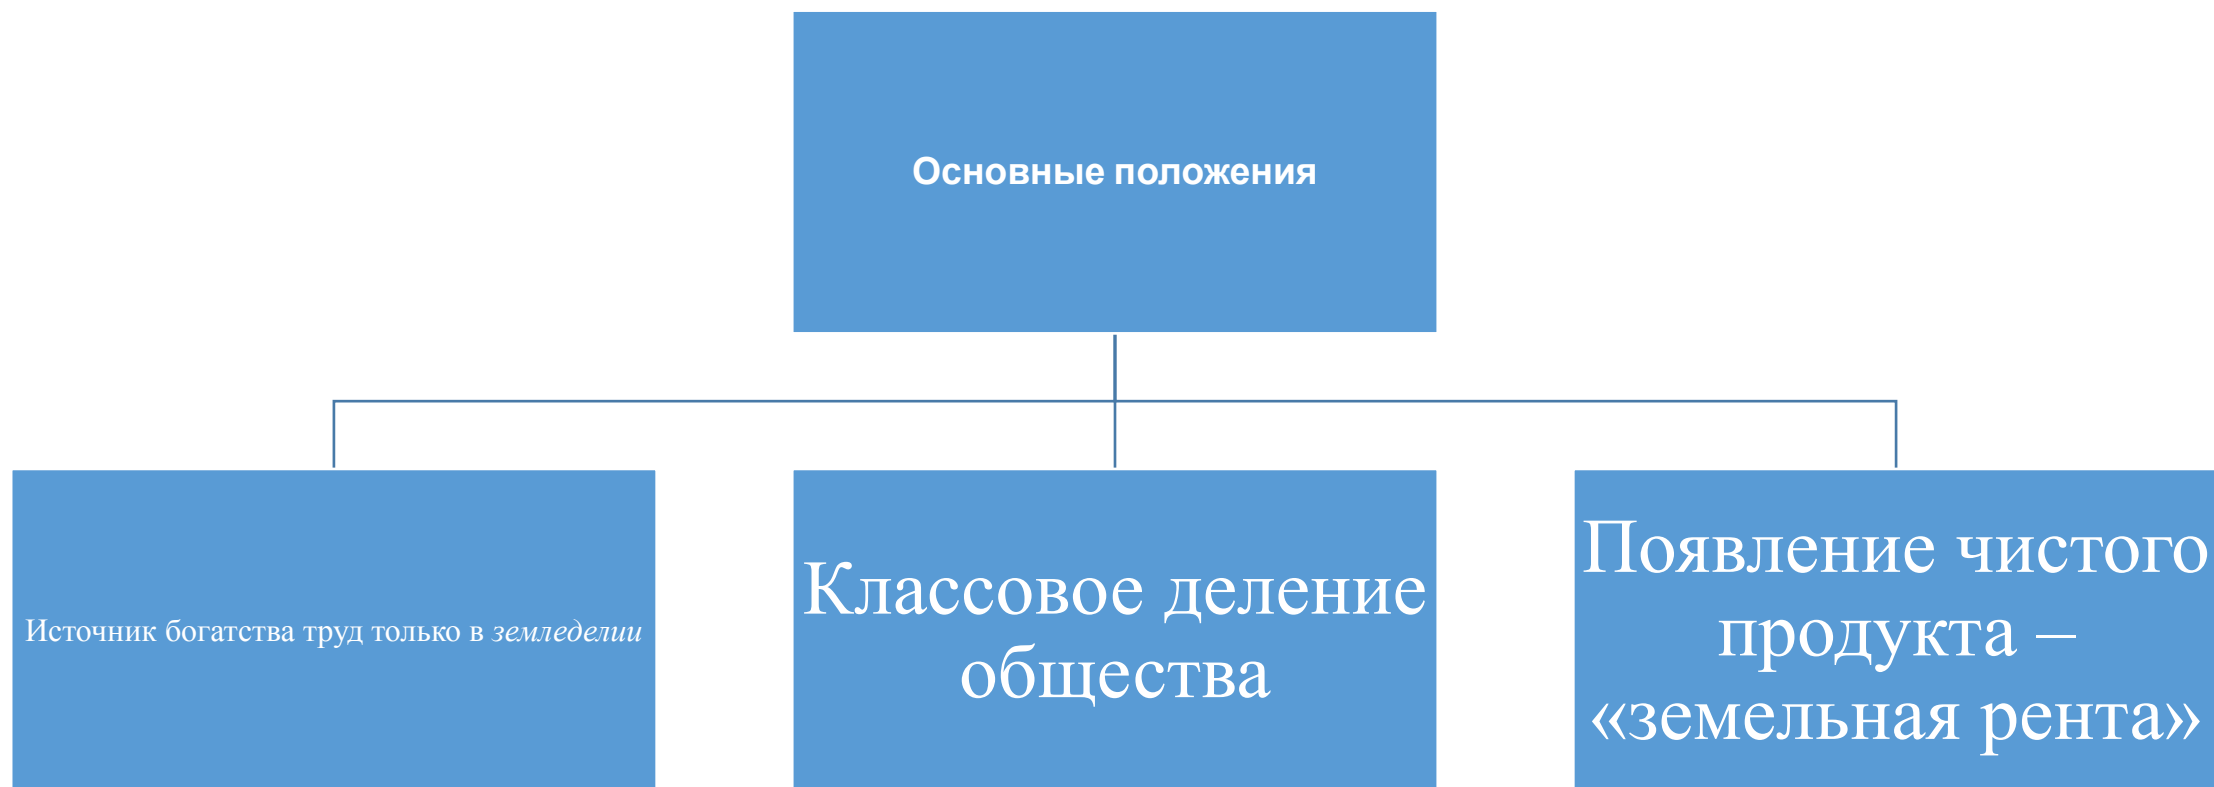 Основные положения
Источник богатства труд только в земледелии
Классовое деление
общества
Появление чистого
продукта –
«земельная рента»